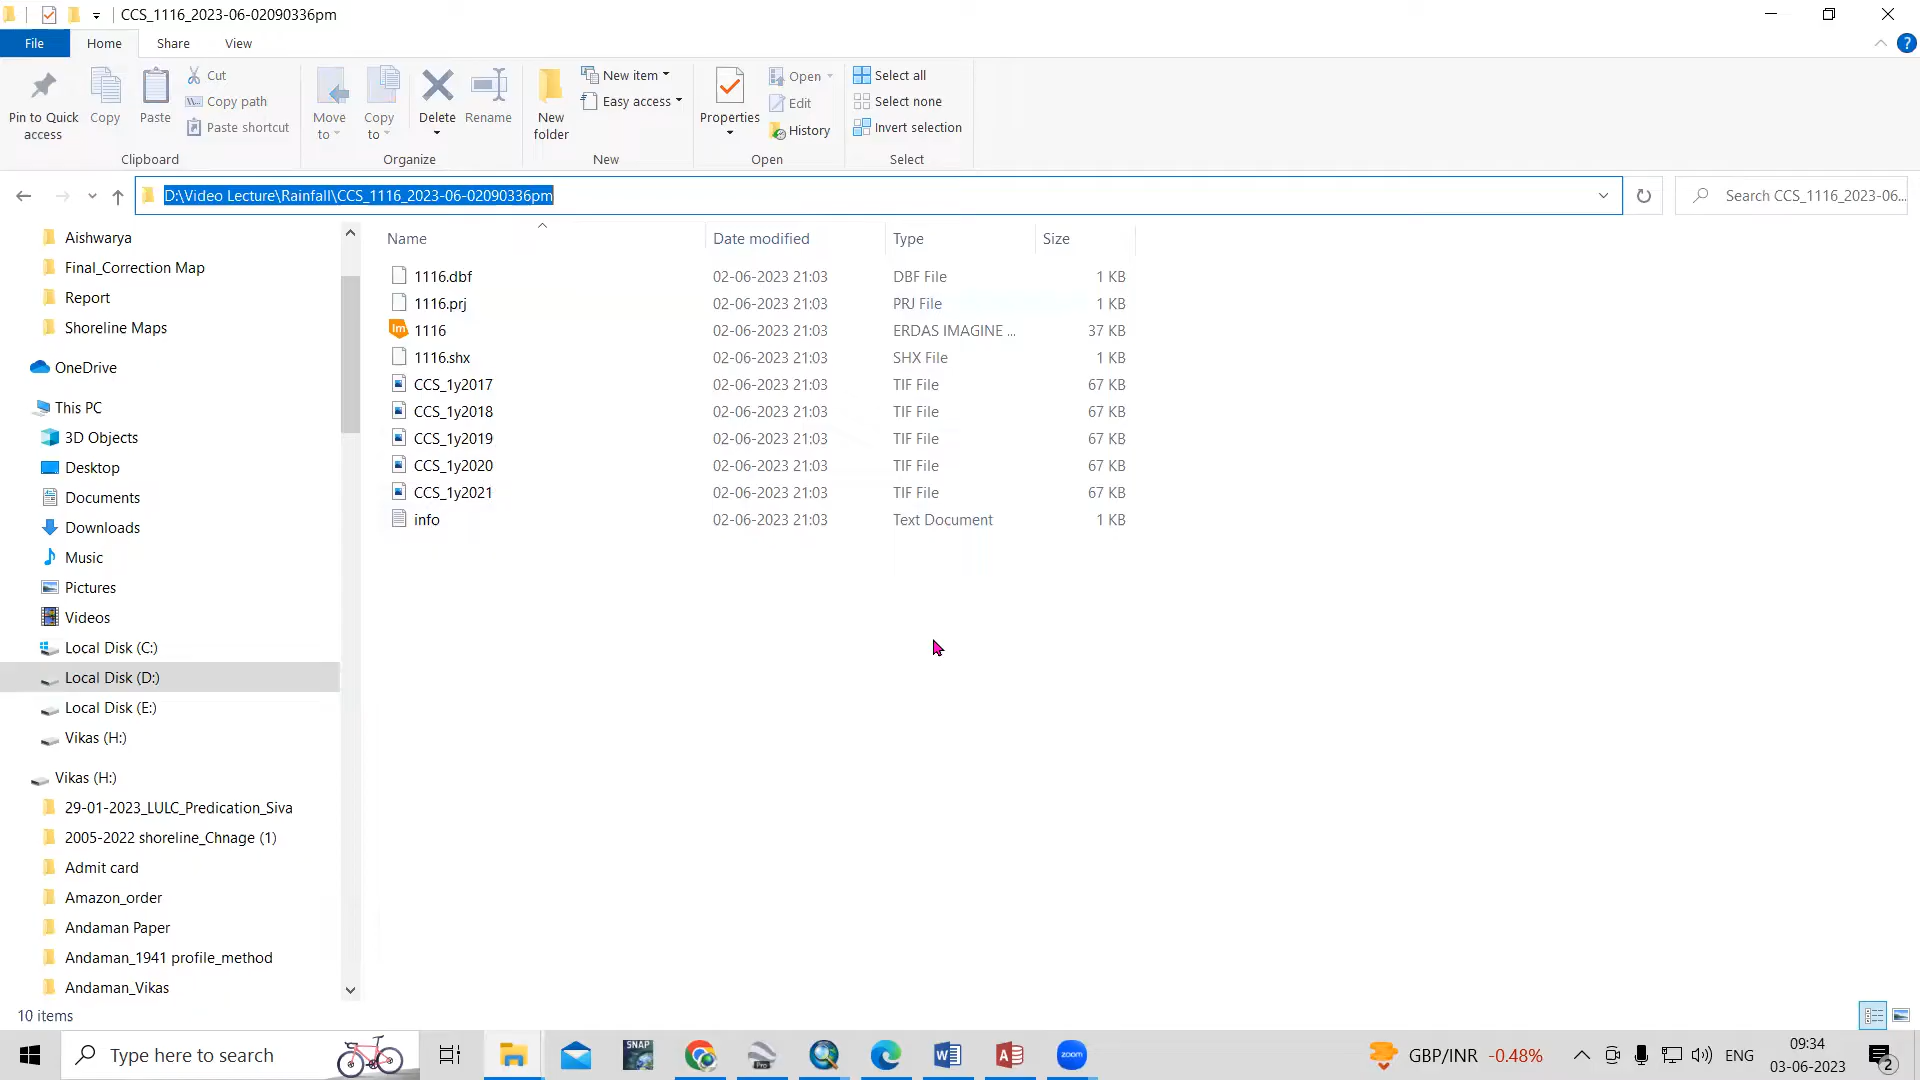 CCS_1116_2023-06-02090336pm
File Home Share View
Pin to Quick access
Copy
Paste
Cut
Copy path
Paste shortcut
Clipboard
Move to
Copy to
Delete
Rename
Organize
New folder
New item
Easy access
New
Properties
Open
Edit
History
Open
Select all
Select none
Invert selection
Select
D:\Video Lecture\Rainfall\CCS_1116_2023-06-02090336pm
Search CCS_1116_2023-06...
Aishwarya
Final_Correction Map
Report
Shoreline Maps
OneDrive
This PC
3D Objects
Desktop
Documents
Downloads
Music
Pictures
Videos
Local Disk (C:)
Local Disk (D:)
Local Disk (E:)
Vikas (H:)
Vikas (H:)
29-01-2023_LULC_Predication_Siva
2005-2022 shoreline_Chnage (1)
Admit card
Amazon_order
Andaman Paper
Andaman_1941 profile_method
Andaman_Vikas
Name Date modified Type Size
1116.dbf 02-06-2023 21:03 DBF File 1 KB
1116.prj 02-06-2023 21:03 PRJ File 1 KB
Im 1116 02-06-2023 21:03 ERDAS IMAGINE ... 37 KB
1116.shx 02-06-2023 21:03 SHX File 1 KB
CCS_1y2017 02-06-2023 21:03 TIF File 67 KB
CCS_1y2018 02-06-2023 21:03 TIF File 67 KB
CCS_1y2019 02-06-2023 21:03 TIF File 67 KB
CCS_1y2020 02-06-2023 21:03 TIF File 67 KB
CCS_1y2021 02-06-2023 21:03 TIF File 67 KB
info 02-06-2023 21:03 Text Document 1 KB
10 items
Type here to search
SNAP
Pro
zoom
GBP/INR -0.48%
ENG
09:34
03-06-2023
2